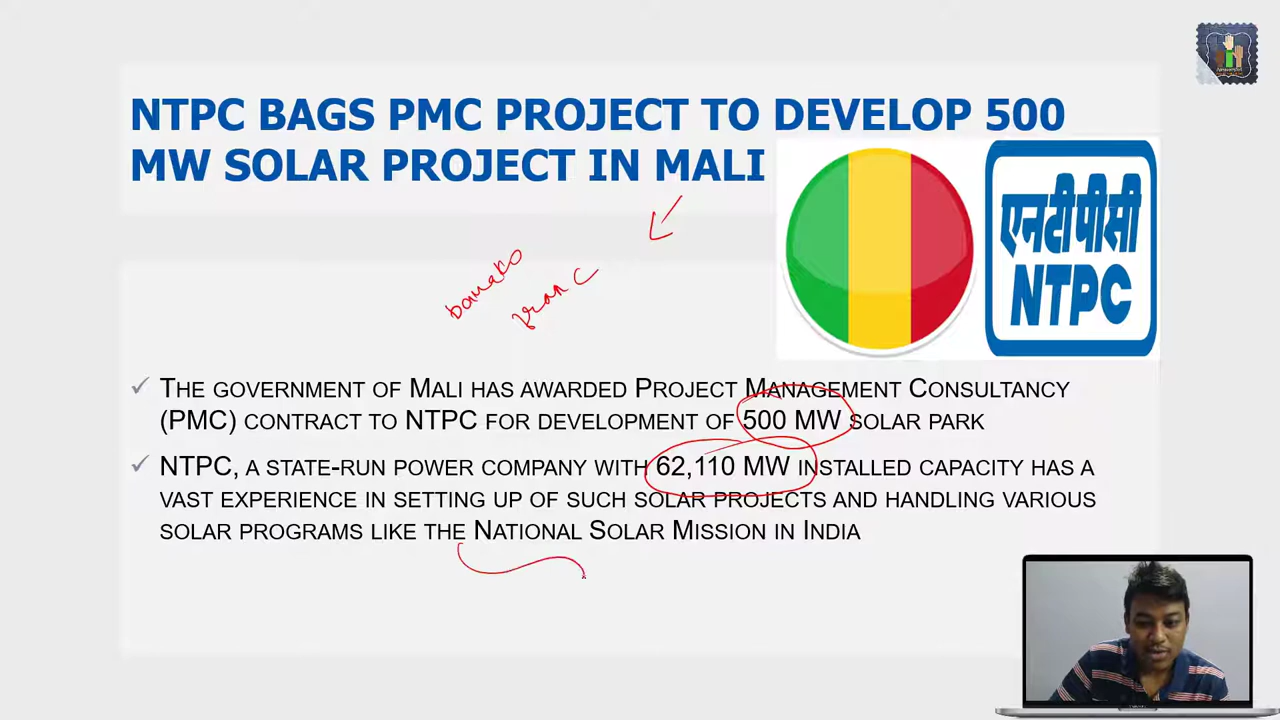 NTPC BAGS PMC PROJECT TO DEVELOP 500
MW SOLAR PROJECT IN MALI
एनटीपीसी
NTPC
bamako
franc
THE GOVERNMENT OF MALI HAS AWARDED PROJECT MANAGEMENT CONSULTANCY
(PMC) CONTRACT TO NTPC FOR DEVELOPMENT OF 500 MW SOLAR PARK
NTPC, A STATE-RUN POWER COMPANY WITH 62,110 MW INSTALLED CAPACITY HAS A
VAST EXPERIENCE IN SETTING UP OF SUCH SOLAR PROJECTS AND HANDLING VARIOUS
SOLAR PROGRAMS LIKE THE NATIONAL SOLAR MISSION IN INDIA